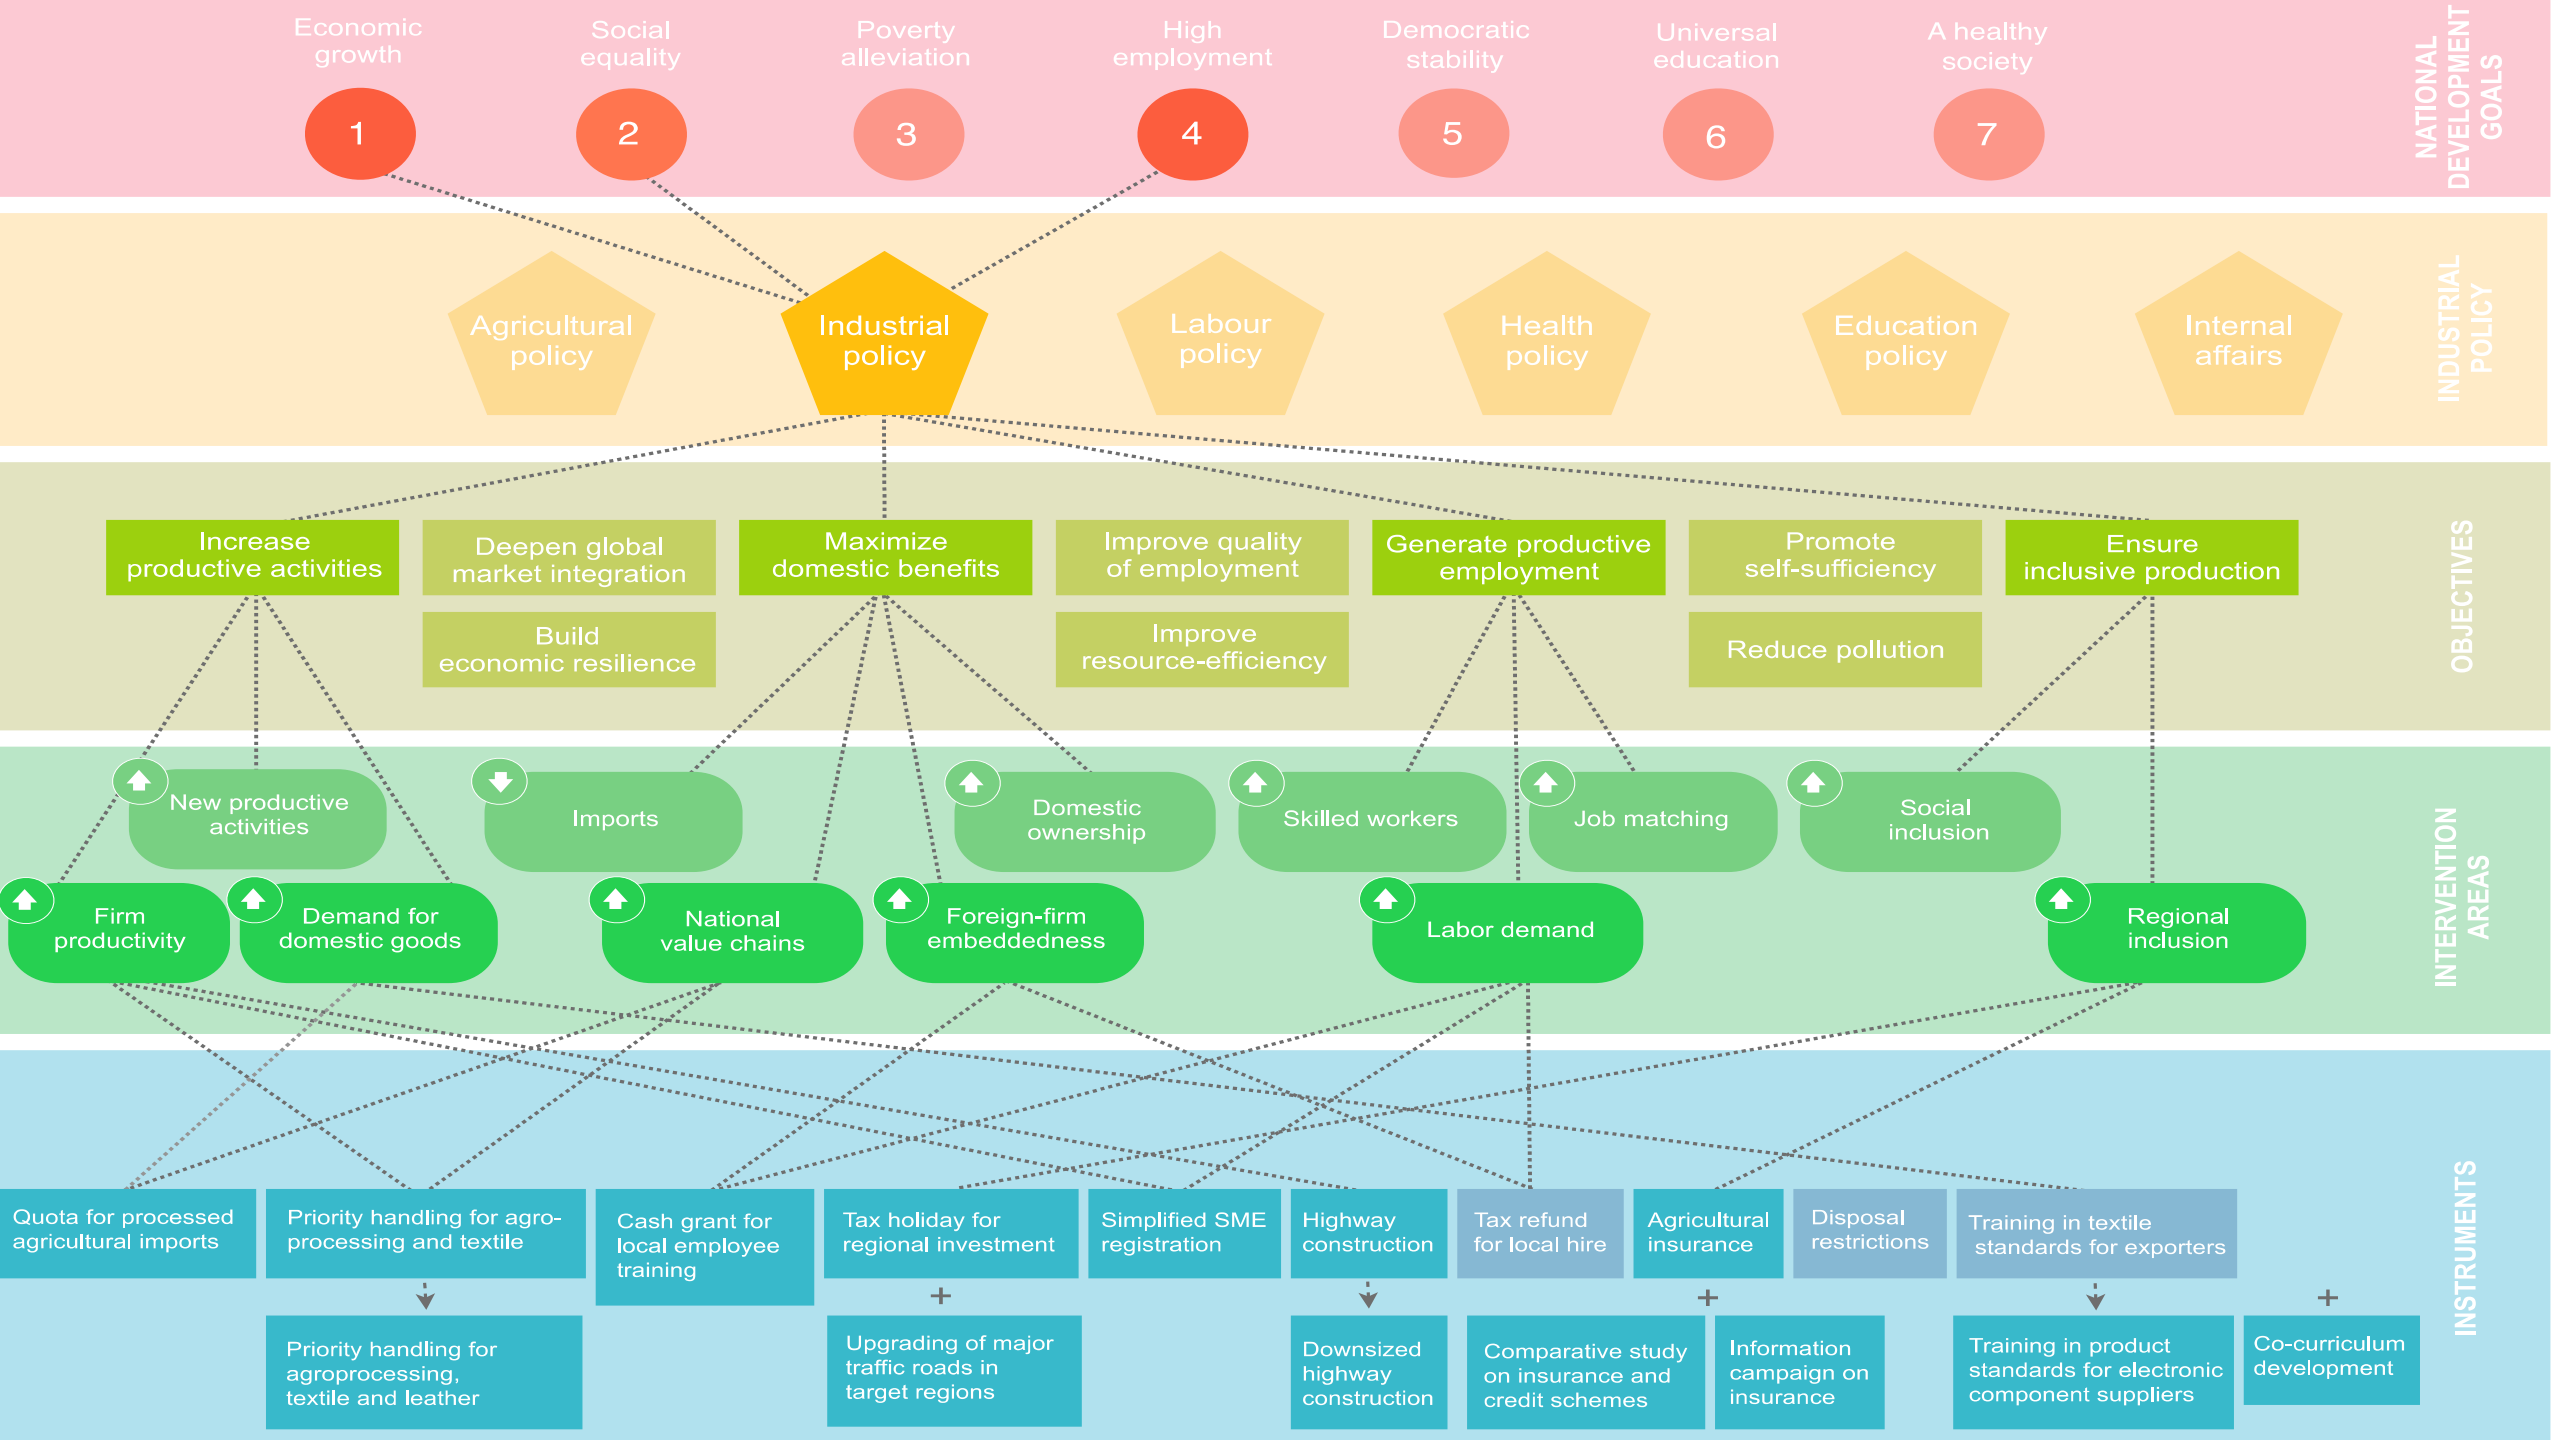 Economic
growth
Social
equality
Poverty
alleviation
High
employment
Democratic
stability
Universal
education
A healthy
society
1
2
3
4
5
6
7
NATIONAL
DEVELOPMENT
GOALS
Agricultural
policy
Industrial
policy
Labour
policy
Health
policy
Education
policy
Internal
affairs
INDUSTRIAL
POLICY
Increase
productive activities
Deepen global
market integration
Maximize
domestic benefits
Improve quality
of employment
Generate productive
employment
Promote
self-sufficiency
Ensure
inclusive production
Build
economic resilience
Improve
resource-efficiency
Reduce pollution
OBJECTIVES
New productive
activities
Imports
Domestic
ownership
Skilled workers
Job matching
Social
inclusion
Firm
productivity
Demand for
domestic goods
National
value chains
Foreign-firm
embeddedness
Labor demand
Regional
inclusion
INTERVENTION
AREAS
Quota for processed
agricultural imports
Priority handling for agro-
processing and textile
Cash grant for
local employee
training
Tax holiday for
regional investment
Simplified SME
registration
Highway
construction
Tax refund
for local hire
Agricultural
insurance
Disposal
restrictions
Training in textile
standards for exporters
+
+
+
Priority handling for
agroprocessing,
textile and leather
Upgrading of major
traffic roads in
target regions
Downsized
highway
construction
Comparative study
on insurance and
credit schemes
Information
campaign on
insurance
Training in product
standards for electronic
component suppliers
Co-curriculum
development
INSTRUMENTS